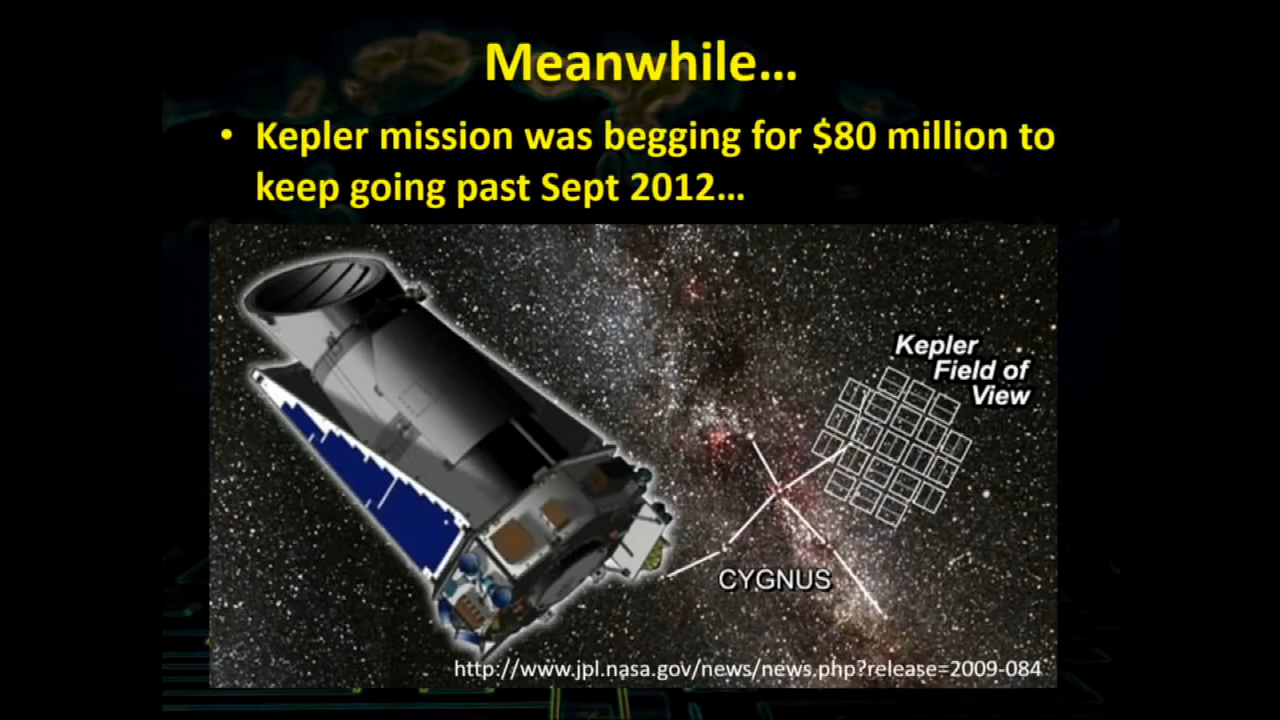 Meanwhile…
• Kepler mission was begging for $80 million to
keep going past Sept 2012…
Kepler
Field of
View
CYGNUS
http://www.jpl.nasa.gov/news/news.php?release=2009-084